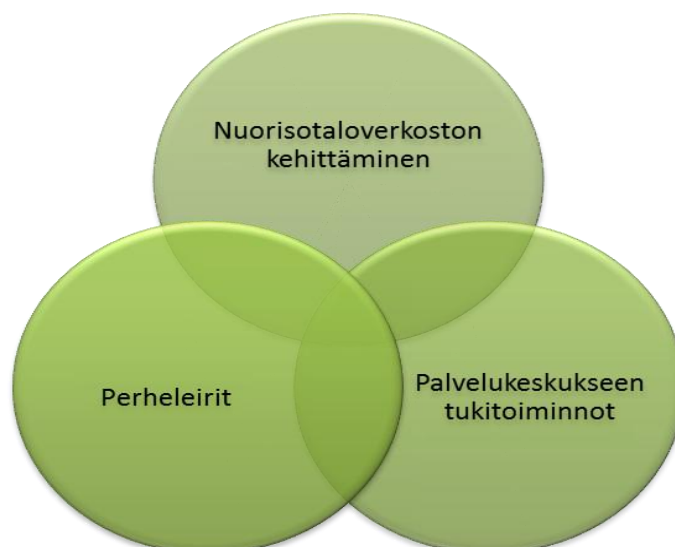 Nuorisotaloverkoston
kehittäminen
Perheleirit
Palvelukeskukseen
tukitoiminnot